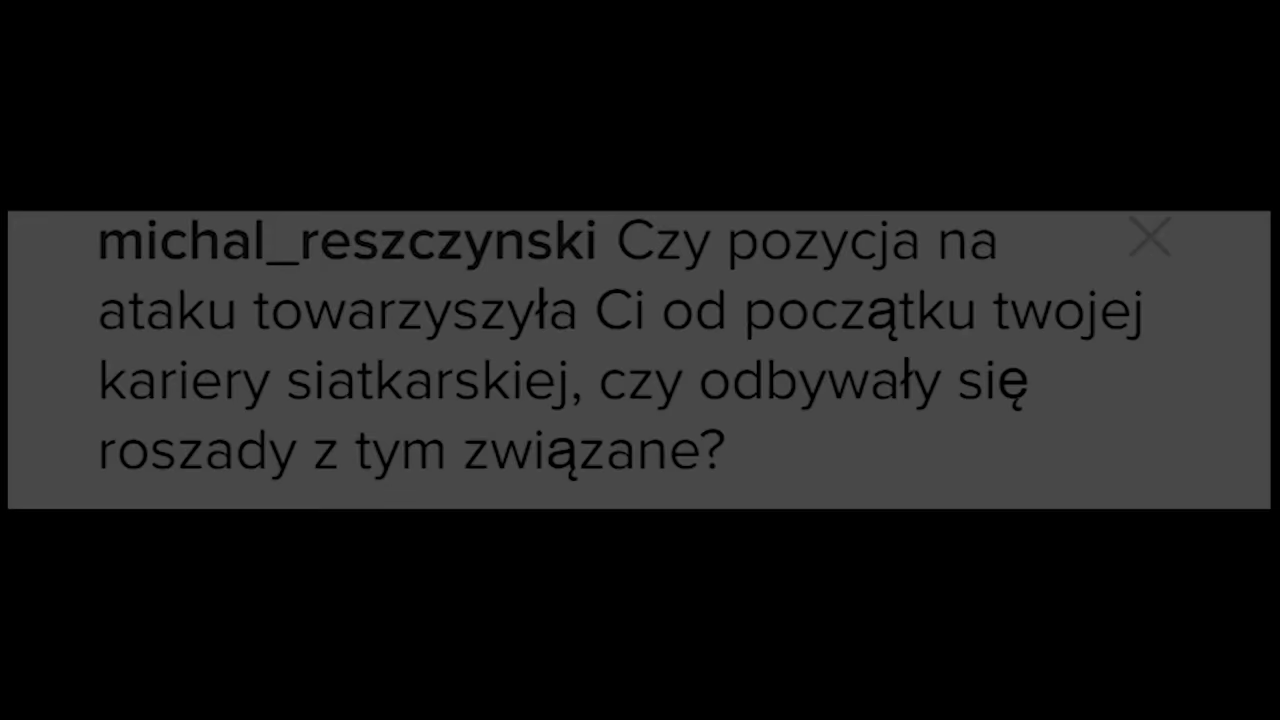 michal_reszczynski Czy pozycja na
ataku towarzyszyła Ci od początku twojej
kariery siatkarskiej, czy odbywały się
roszady z tym związane?